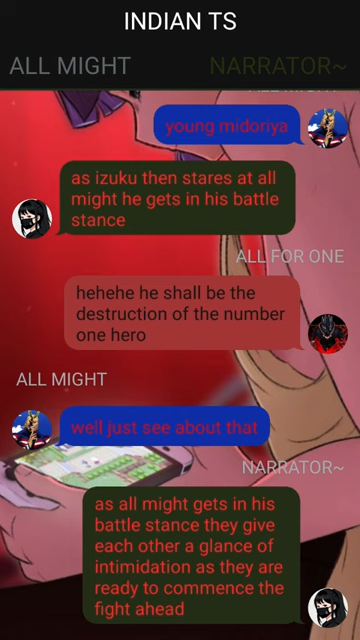 INDIAN TS
ALL MIGHT
NARRATOR~
young midoriya
as izuku then stares at all
might he gets in his battle
stance
ALL FOR ONE
hehehe he shall be the
destruction of the number
one hero
ALL MIGHT
well just see about that
NARRATOR~
as all might gets in his
battle stance they give
each other a glance of
intimidation as they are
ready to commence the
fight ahead